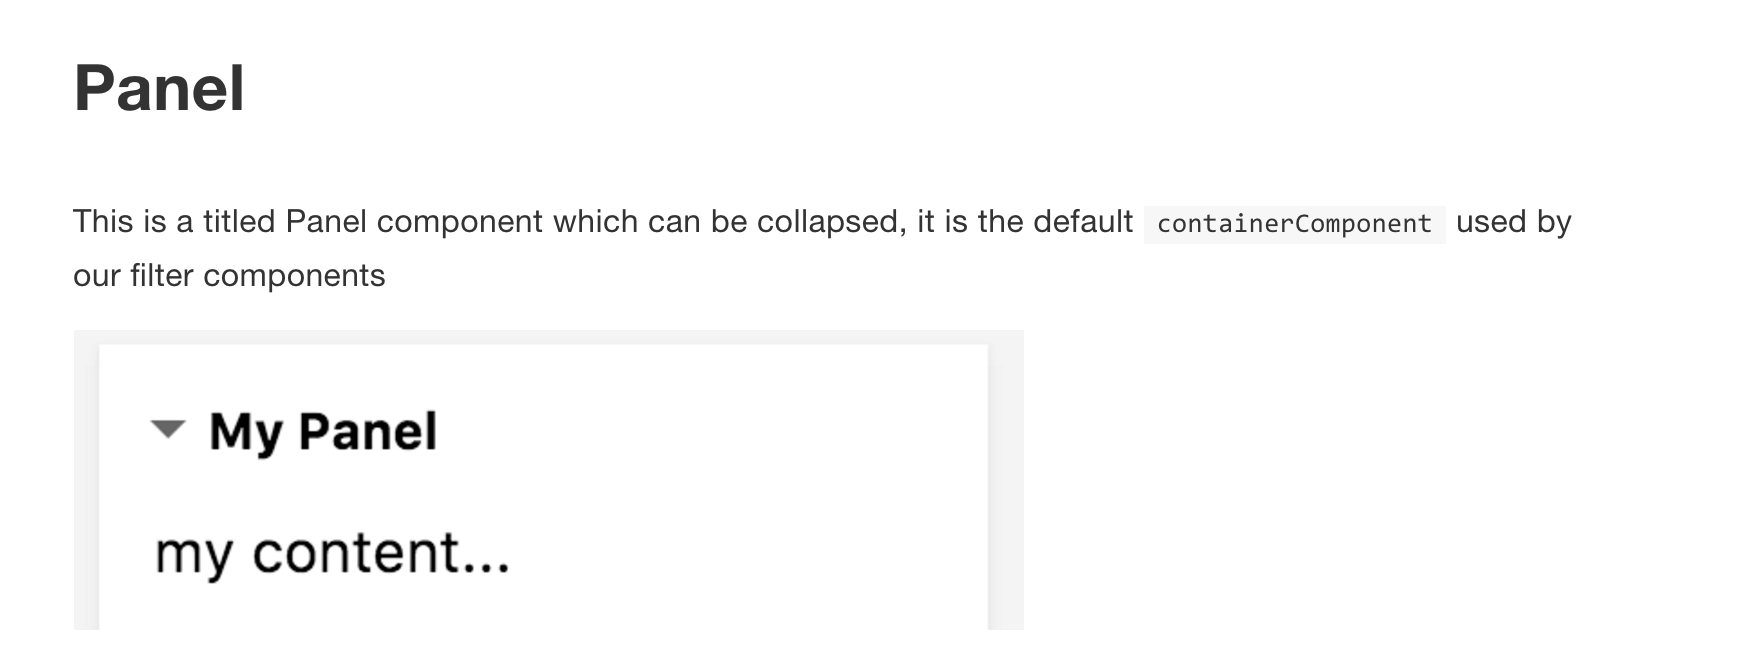 Panel
This is a titled Panel component which can be collapsed, it is the default containerComponent used by
our filter components
My Panel
my content...